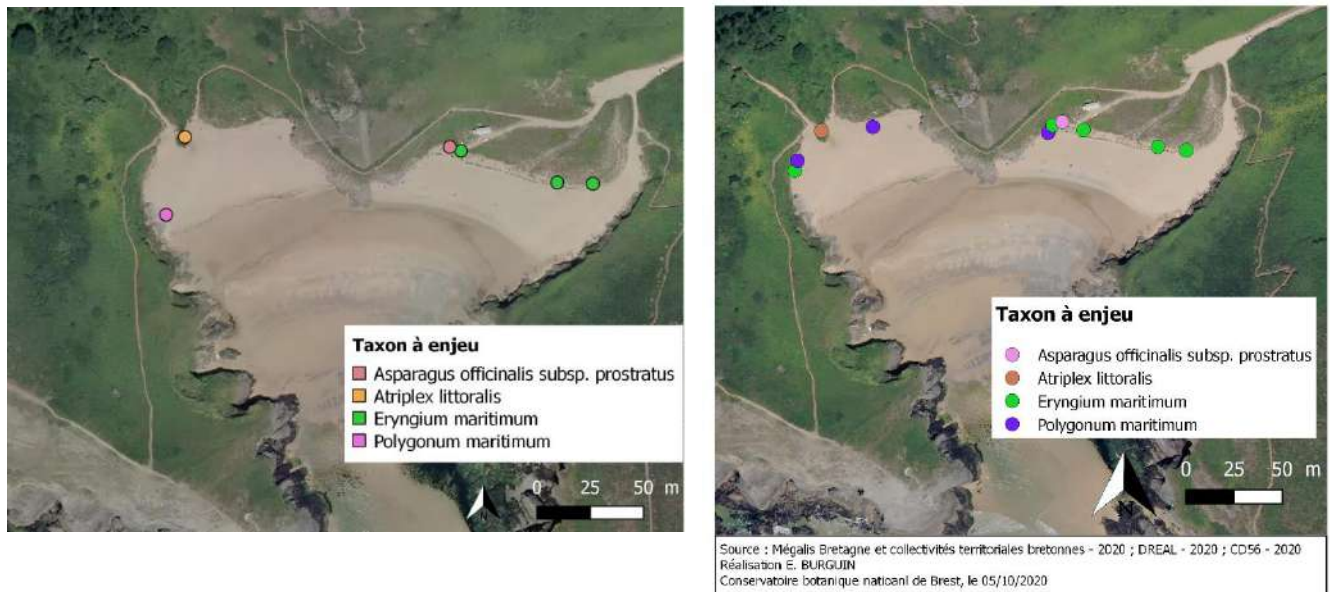 Taxon à enjeu
Asparagus officinalis subsp. prostratus
Atriplex littoralis
Eryngium maritimum
Polygonum maritimum
0 25 50 m
N
Taxon à enjeu
Asparagus officinalis subsp. prostratus
Atriplex littoralis
Eryngium maritimum
Polygonum maritimum
0 25 50 m
N
Source : Mégalis Bretagne et collectivités territoriales bretonnes - 2020 ; DREAL - 2020 ; CD56 - 2020
Réalisation E. BURGUIN
Conservatoire botanique natioanl de Brest, le 05/10/2020